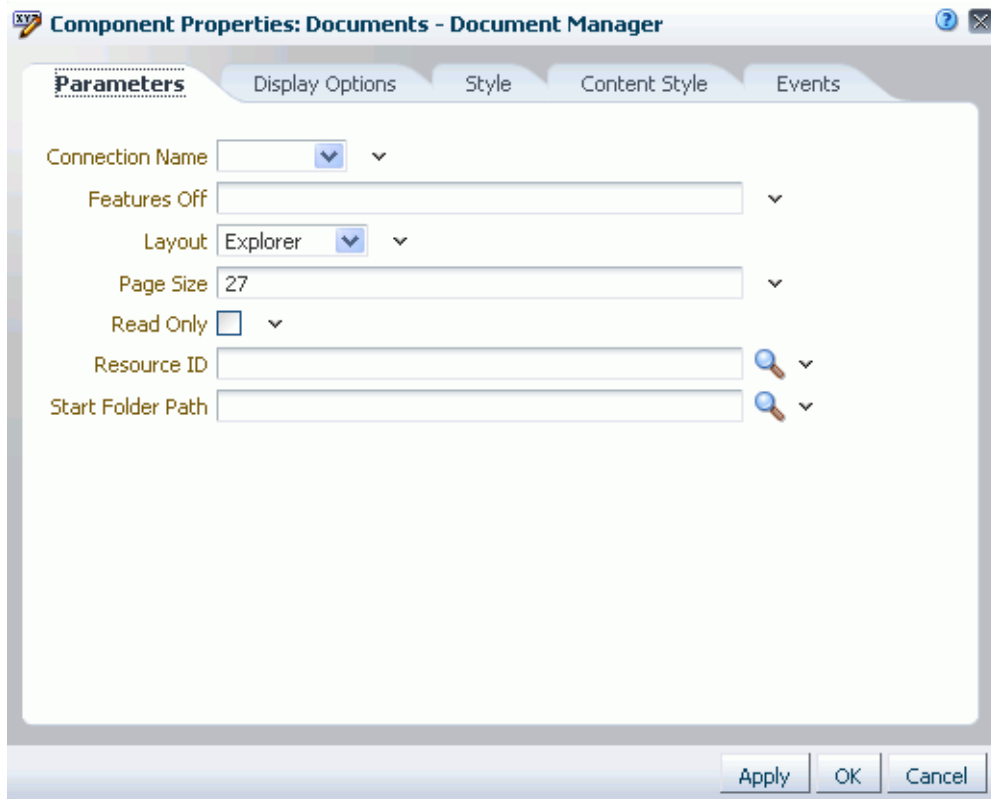 Component Properties: Documents - Document Manager
Parameters Display Options Style Content Style Events
Connection Name
Features Off
Layout Explorer
Page Size 27
Read Only
Resource ID
Start Folder Path
Apply OK Cancel